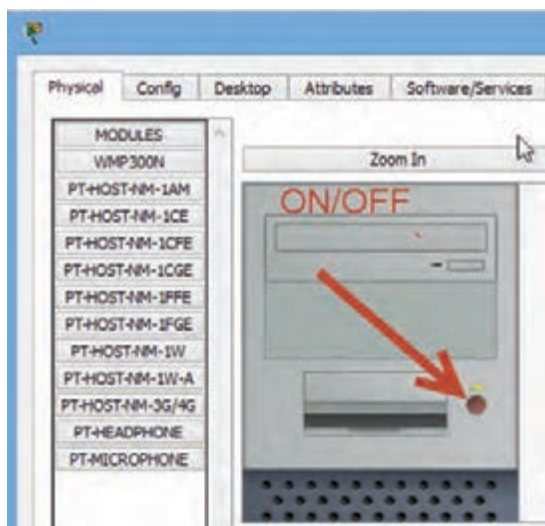 Physical Config Desktop Attributes Software/Services
MODULES
WMP300N
PT-HOST-NM-1AM
PT-HOST-NM-1CE
PT-HOST-NM-1CFE
PT-HOST-NM-1CGE
PT-HOST-NM-1FFE
PT-HOST-NM-1FGE
PT-HOST-NM-1W
PT-HOST-NM-1W-A
PT-HOST-NM-3G/4G
PT-HEADPHONE
PT-MICROPHONE
Zoom In
ON/OFF